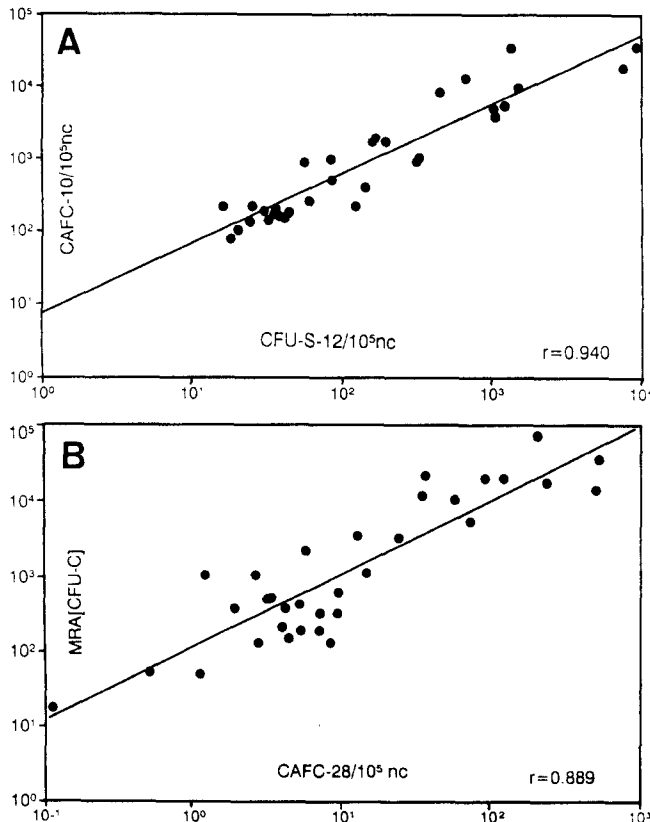 10⁵
A
10⁴
CAFC-10/10⁵nc
10³
10²
10¹
CFU-S-12/10⁵nc
r=0.940
10⁰
10⁰ 10¹ 10² 10³
10⁵
B
10⁴
MRA[CFU-C]
10³
10²
10¹
CAFC-28/10⁵ nc
r=0.889
10⁰
10⁻¹ 10⁰ 10¹ 10² 10³